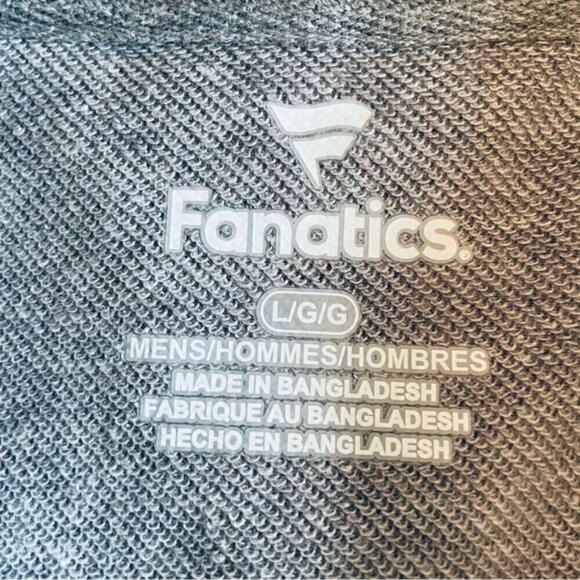 Fanatics®
L/G/G
MENS/HOMMES/HOMBRES
MADE IN BANGLADESH
FABRIQUE AU BANGLADESH
HECHO EN BANGLADESH